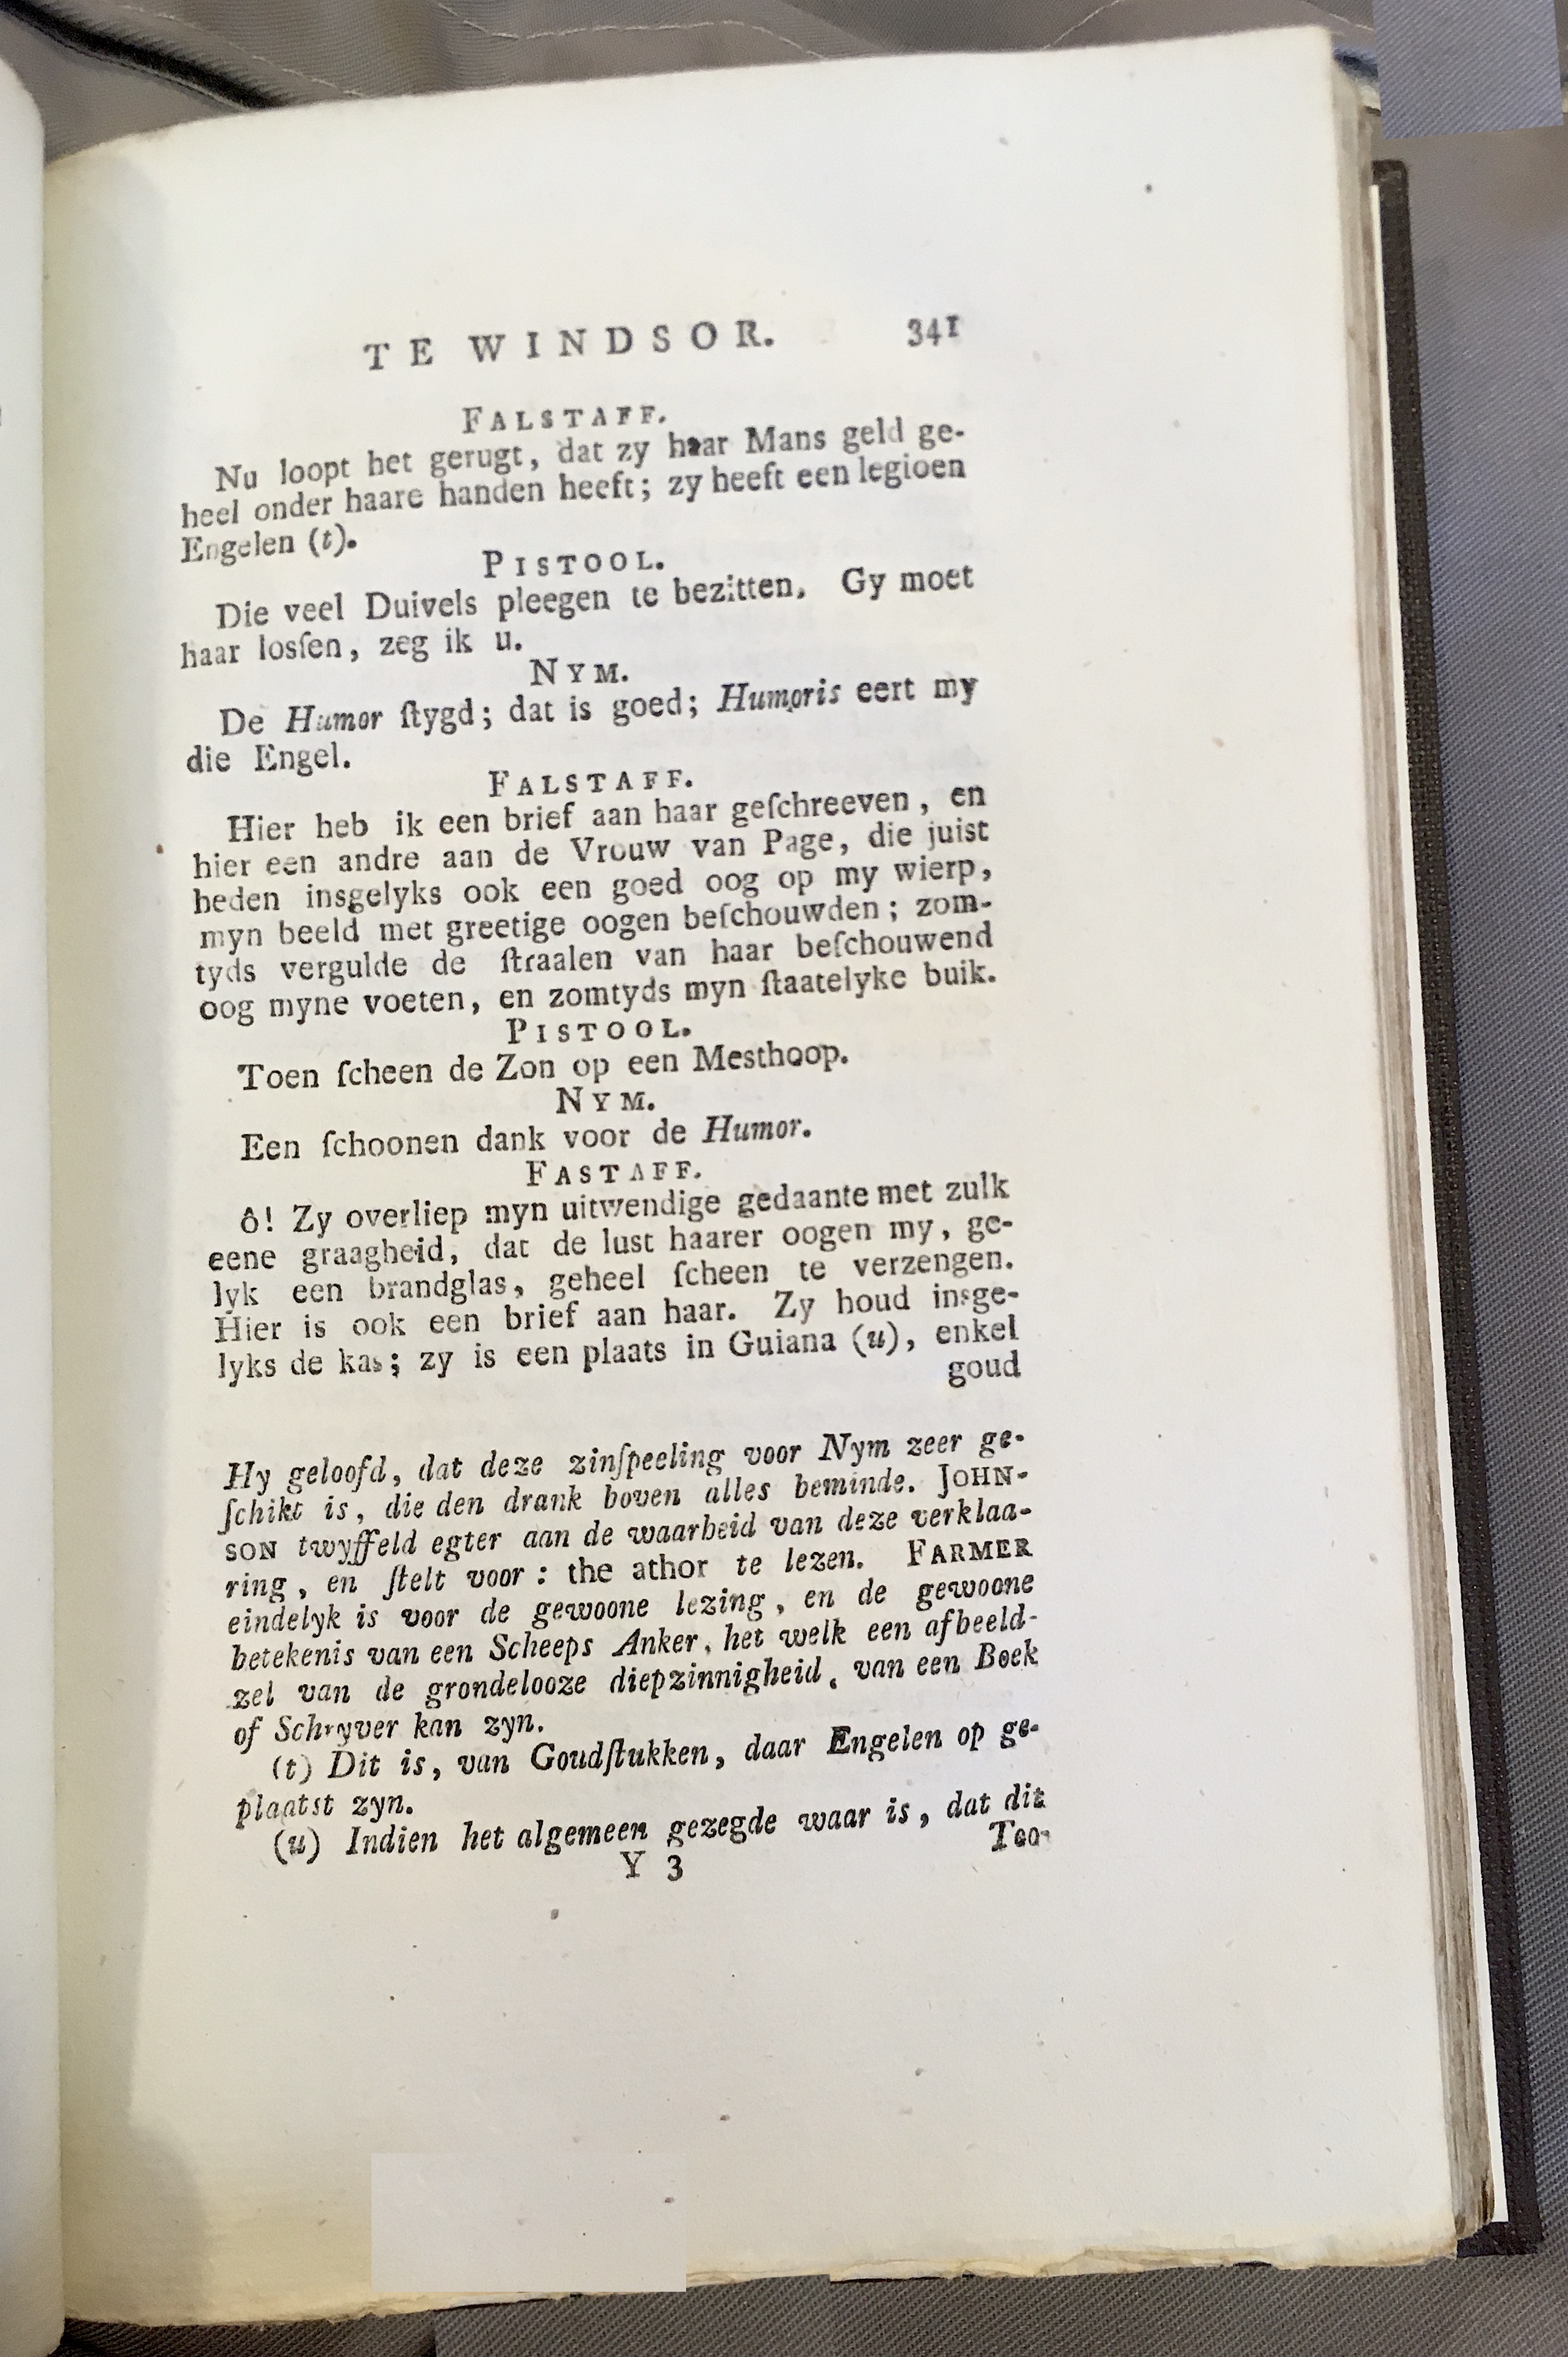 TE WINDSOR. 341
FALSTAFF.
Nu loopt het gerugt, dat zy haar Mans geld ge-
heel onder haare handen heeft; zy heeft een legioen
Engelen (t).
PISTOOL.
Die veel Duivels pleegen te bezitten. Gy moet
haar losſen, zeg ik u.
NYM.
De Humor ſtygd; dat is goed; Humoris eert my
die Engel.
FALSTAFF.
Hier heb ik een brief aan haar geſchreeven, en
hier een andre aan de Vrouw van Page, die juist
heden insgelyks ook een goed oog op my wierp,
myn beeld met greetige oogen beſchouwden; zom-
tyds vergulde de ſtraalen van haar beſchouwend
oog myne voeten, en zomtyds myn ſtaatelyke buik.
PISTOOL.
Toen ſcheen de Zon op een Mesthoop.
NYM.
Een ſchoonen dank voor de Humor.
FASTAFF.
ô! Zy overliep myn uitwendige gedaante met zulk
eene graagheid, dat de lust haarer oogen my, ge-
lyk een brandglas, geheel ſcheen te verzengen.
Hier is ook een brief aan haar. Zy houd insge-
lyks de kas; zy is een plaats in Guiana (u), enkel
goud
Hy geloofd, dat deze zinſpeeling voor Nym zeer ge-
ſchikt is, die den drank boven alles beminde. JOHN-
SON twyffeld egter aan de waarheid van deze verklaa-
ring, en ſtelt voor: the athor te lezen. FARMER
eindelyk is voor de gewoone lezing, en de gewoone
betekenis van een Scheeps Anker, het welk een afbeeld-
zel van de grondelooze diepzinnigheid, van een Boek
of Schryver kan zyn.
(t) Dit is, van Goudſtukken, daar Engelen op ge-
plaatst zyn.
(u) Indien het algemeen gezegde waar is, dat dit
Too-
Y 3